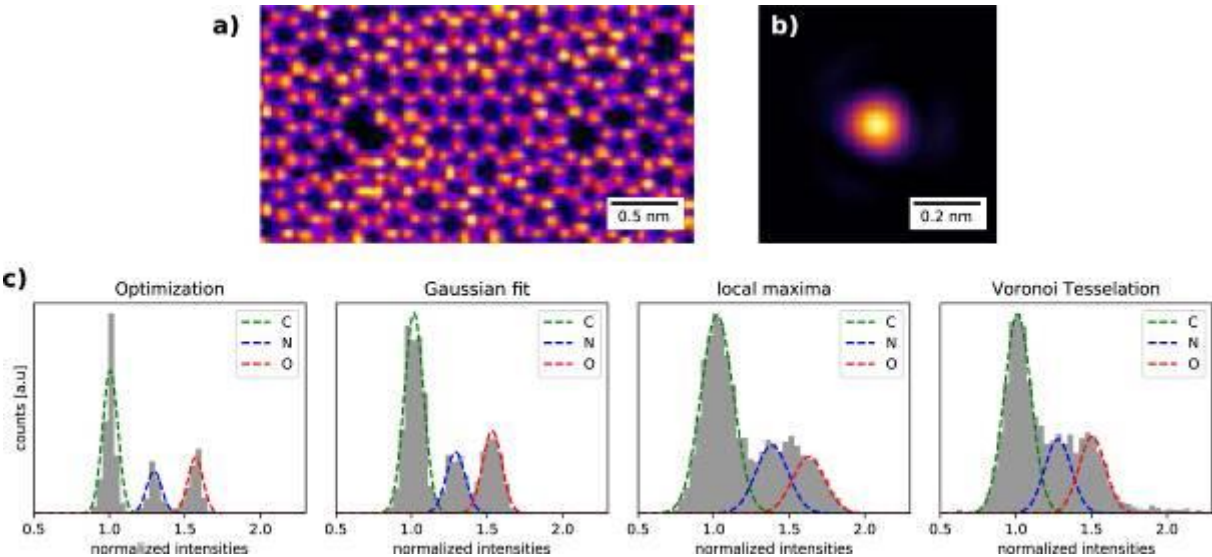 a)
b)
0.5 nm
0.2 nm
c)
Optimization
Gaussian fit
local maxima
Voronoi Tesselation
counts [a.u]
C
N
O
C
N
O
C
N
O
C
N
O
0.5 1.0 1.5 2.0
0.5 1.0 1.5 2.0
0.5 1.0 1.5 2.0
0.5 1.0 1.5 2.0
normalized intensities
normalized intensities
normalized intensities
normalized intensities